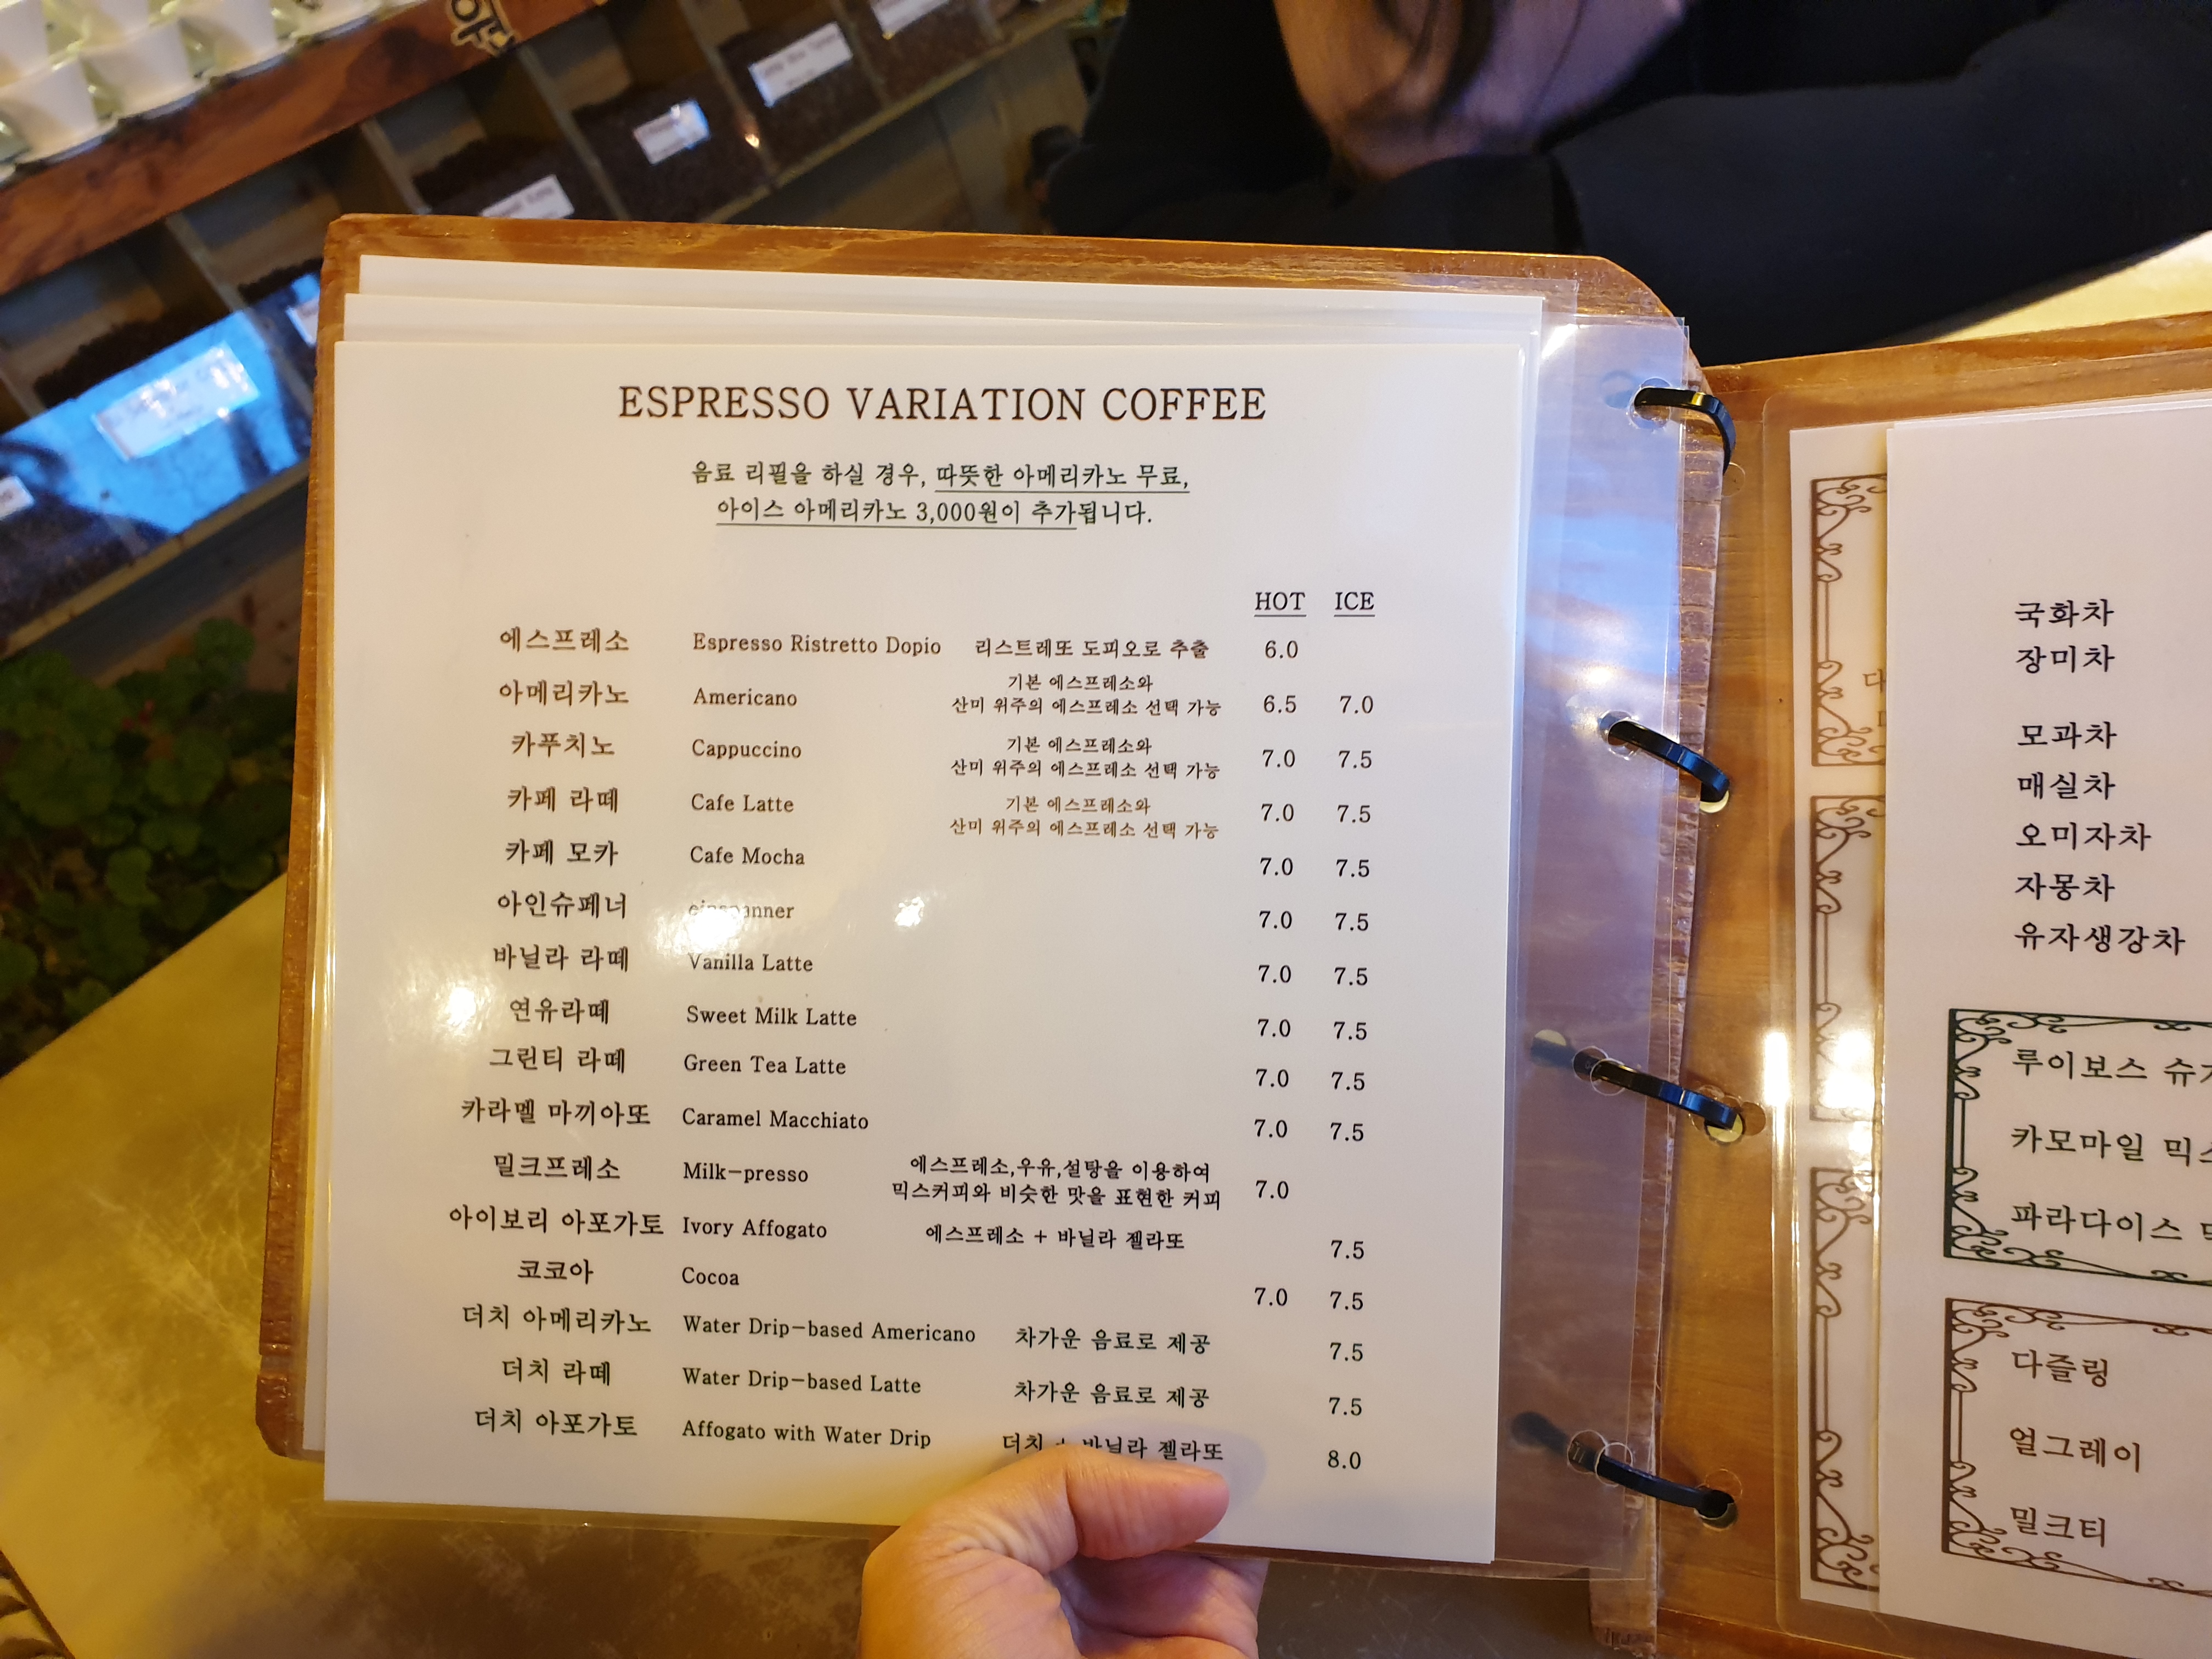 ESPRESSO VARIATION COFFEE
음료 리필을 하실 경우, 따뜻한 아메리카노 무료,
아이스 아메리카노 3,000원이 추가됩니다.
HOT ICE
에스프레소 Espresso Ristretto Dopio 리스트레또 도피오로 추출 6.0
아메리카노 Americano 기본 에스프레소와
산미 위주의 에스프레소 선택 가능 6.5 7.0
카푸치노 Cappuccino 기본 에스프레소와
산미 위주의 에스프레소 선택 가능 7.0 7.5
카페 라떼 Cafe Latte 기본 에스프레소와
산미 위주의 에스프레소 선택 가능 7.0 7.5
카페 모카 Cafe Mocha 7.0 7.5
아인슈페너 7.0 7.5
바닐라 라떼 Vanilla Latte 7.0 7.5
연유라떼 Sweet Milk Latte 7.0 7.5
그린티 라떼 Green Tea Latte 7.0 7.5
카라멜 마끼아또 Caramel Macchiato 7.0 7.5
밀크프레소 Milk-presso 에스프레소,우유,설탕을 이용하여
믹스커피와 비슷한 맛을 표현한 커피 7.0
아이보리 아포가토 Ivory Affogato 에스프레소 + 바닐라 젤라또 7.5
코코아 Cocoa 7.0 7.5
더치 아메리카노 Water Drip-based Americano 차가운 음료로 제공 7.5
더치 라떼 Water Drip-based Latte 차가운 음료로 제공 7.5
더치 아포가토 Affogato with Water Drip 더치 + 바닐라 젤라또 8.0
국화차
장미차
모과차
매실차
오미자차
자몽차
유자생강차
루이보스
카모마일
파라다이스
다즐링
얼그레이
밀크티